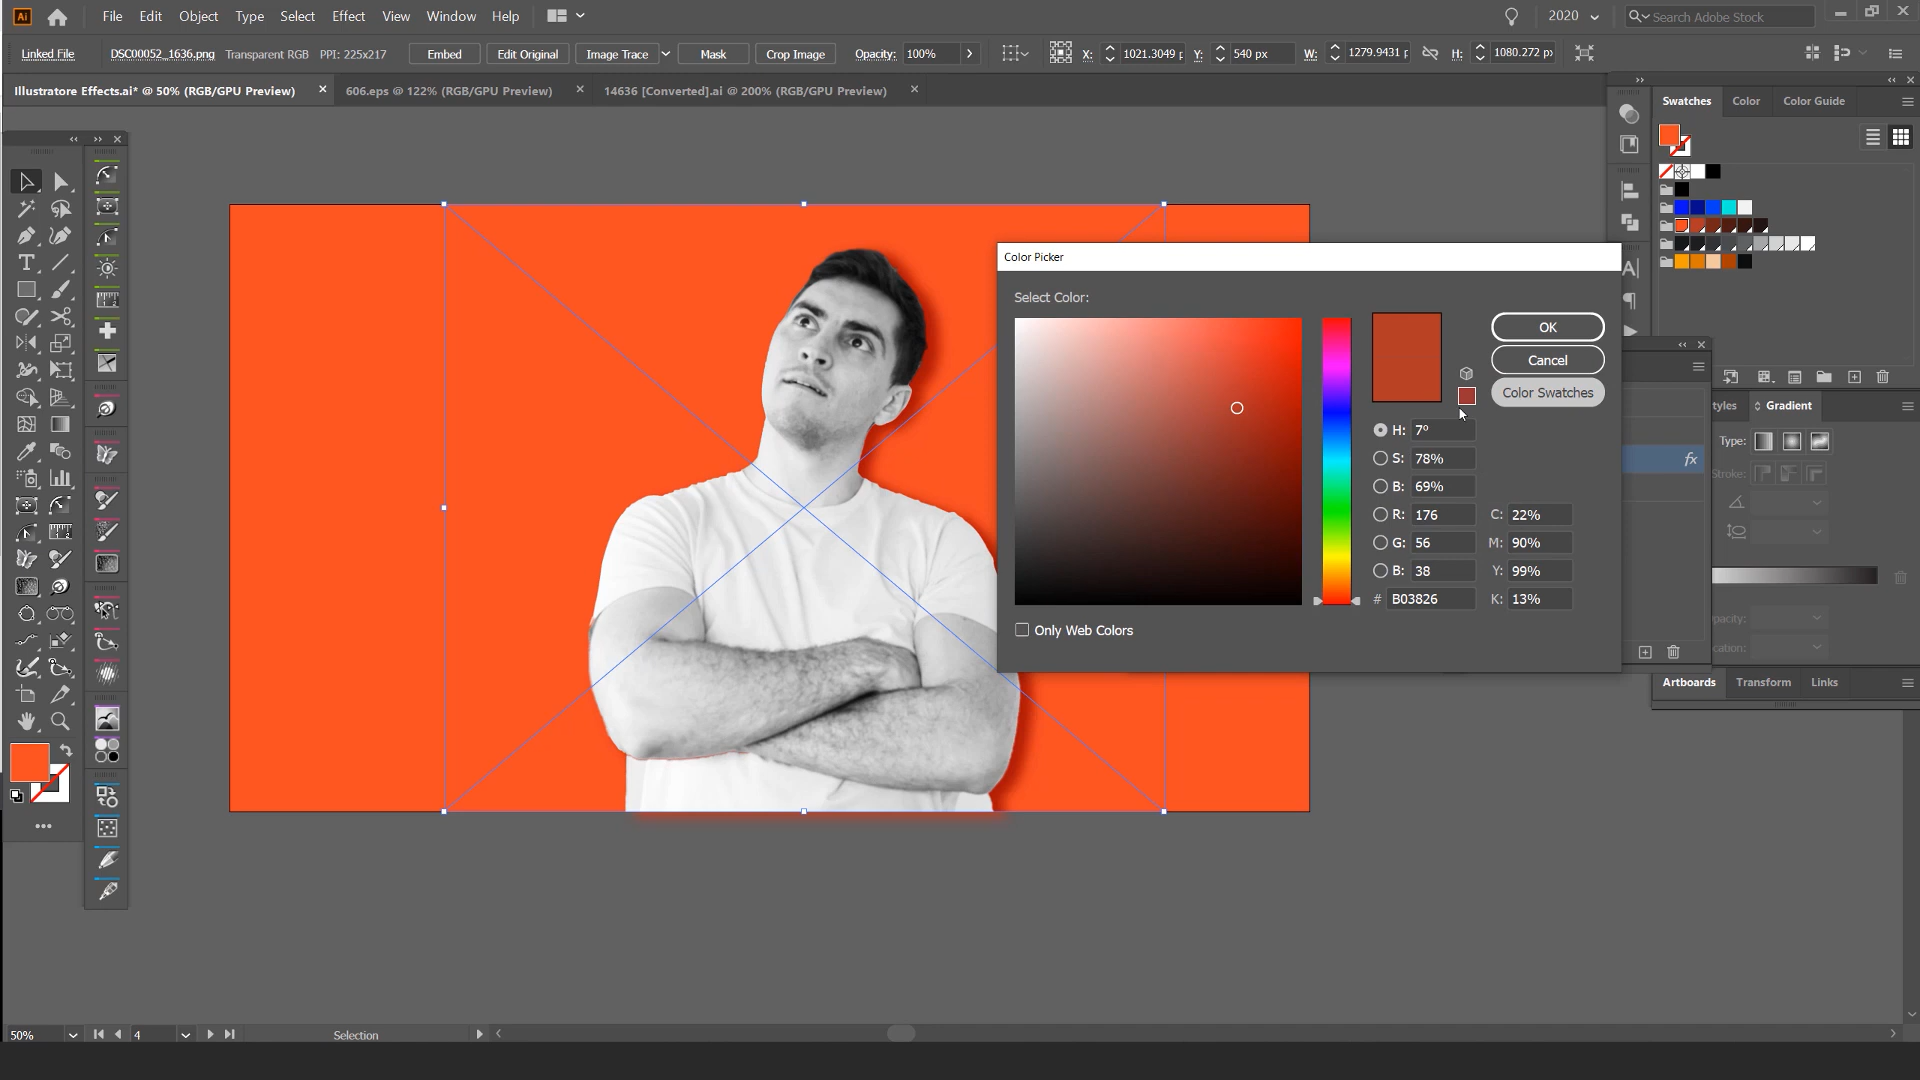 Ai File Edit Object Type Select Effect View Window Help 2020 Search Adobe Stock
Linked File DSC00052_1636.png Transparent RGB PPI: 225x217 Embed Edit Original Image Trace Mask Crop Image Opacity: 100% X: 1021.3049 Y: 540 px W: 1279.9431 H: 1080.272 px
Illustratore Effects.ai* @ 50% (RGB/GPU Preview) 606.eps @ 122% (RGB/GPU Preview) 14636 [Converted].ai @ 200% (RGB/GPU Preview)
Swatches Color Color Guide
Color Picker
Select Color:
OK
Cancel
Color Swatches
H: 7°
S: 78%
B: 69%
R: 176 C: 22%
G: 56 M: 90%
B: 38 Y: 99%
# B03826 K: 13%
Only Web Colors
tyles Gradient
Type:
Stroke:
fx
pacity:
cation:
Artboards Transform Links
50% 4 Selection